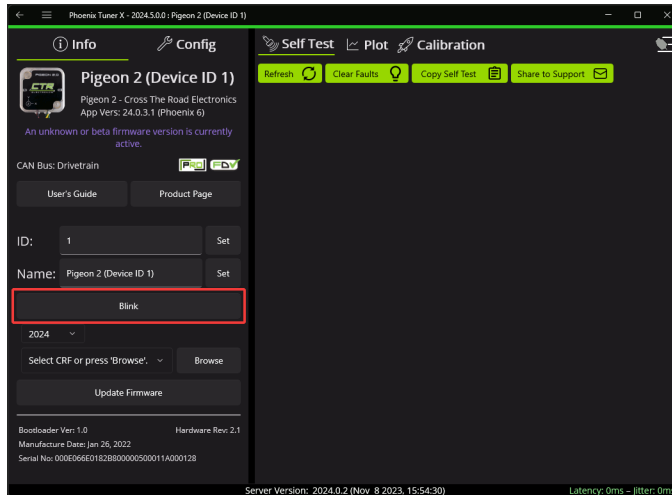 Phoenix Tuner X - 2024.5.0.0 : Pigeon 2 (Device ID 1)
Info
Config
Self Test
Plot
Calibration
Refresh
Clear Faults
Copy Self Test
Share to Support
CTR
Pigeon 2 (Device ID 1)
Pigeon 2 - Cross The Road Electronics
App Vers: 24.0.3.1 (Phoenix 6)
An unknown or beta firmware version is currently
active.
CAN Bus: Drivetrain
PRO
FD
User's Guide
Product Page
ID:
1
Set
Name:
Pigeon 2 (Device ID 1)
Set
Blink
2024
Select CRF or press 'Browse'.
Browse
Update Firmware
Bootloader Ver: 1.0
Hardware Rev: 2.1
Manufacture Date: Jan 26, 2022
Serial No: 000E066E0182B800000500011A000128
Server Version: 2024.0.2 (Nov 8 2023, 15:54:30)
Latency: 0ms – Jitter: 0m